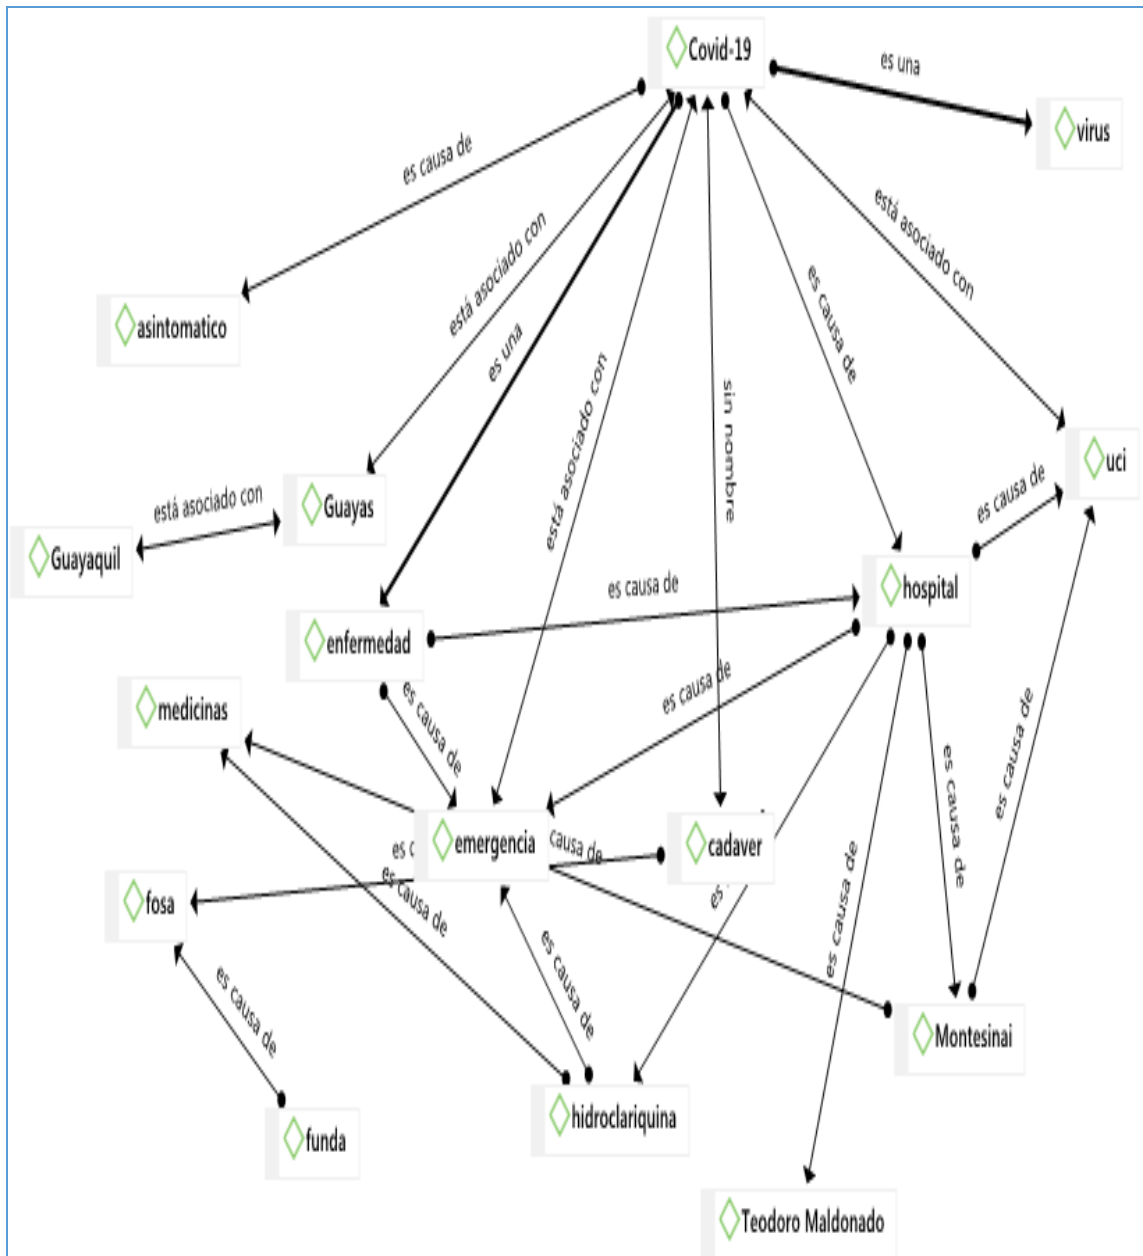 Covid-19
es una
virus
es causa de
está asociado con
está asociado con
es una
es causa de
asintomatico
está asociado con
sin nombre
uci
es causa de
Guayas
está asociado con
Guayaquil
hospital
es causa de
enfermedad
es causa de
es causa de
medicinas
es causa de
es causa de
emergencia
causa de
cadaver
es
es causa de
es
es causa de
fosa
es causa de
es causa de
Montesinai
hidroclariquina
funda
Teodoro Maldonado